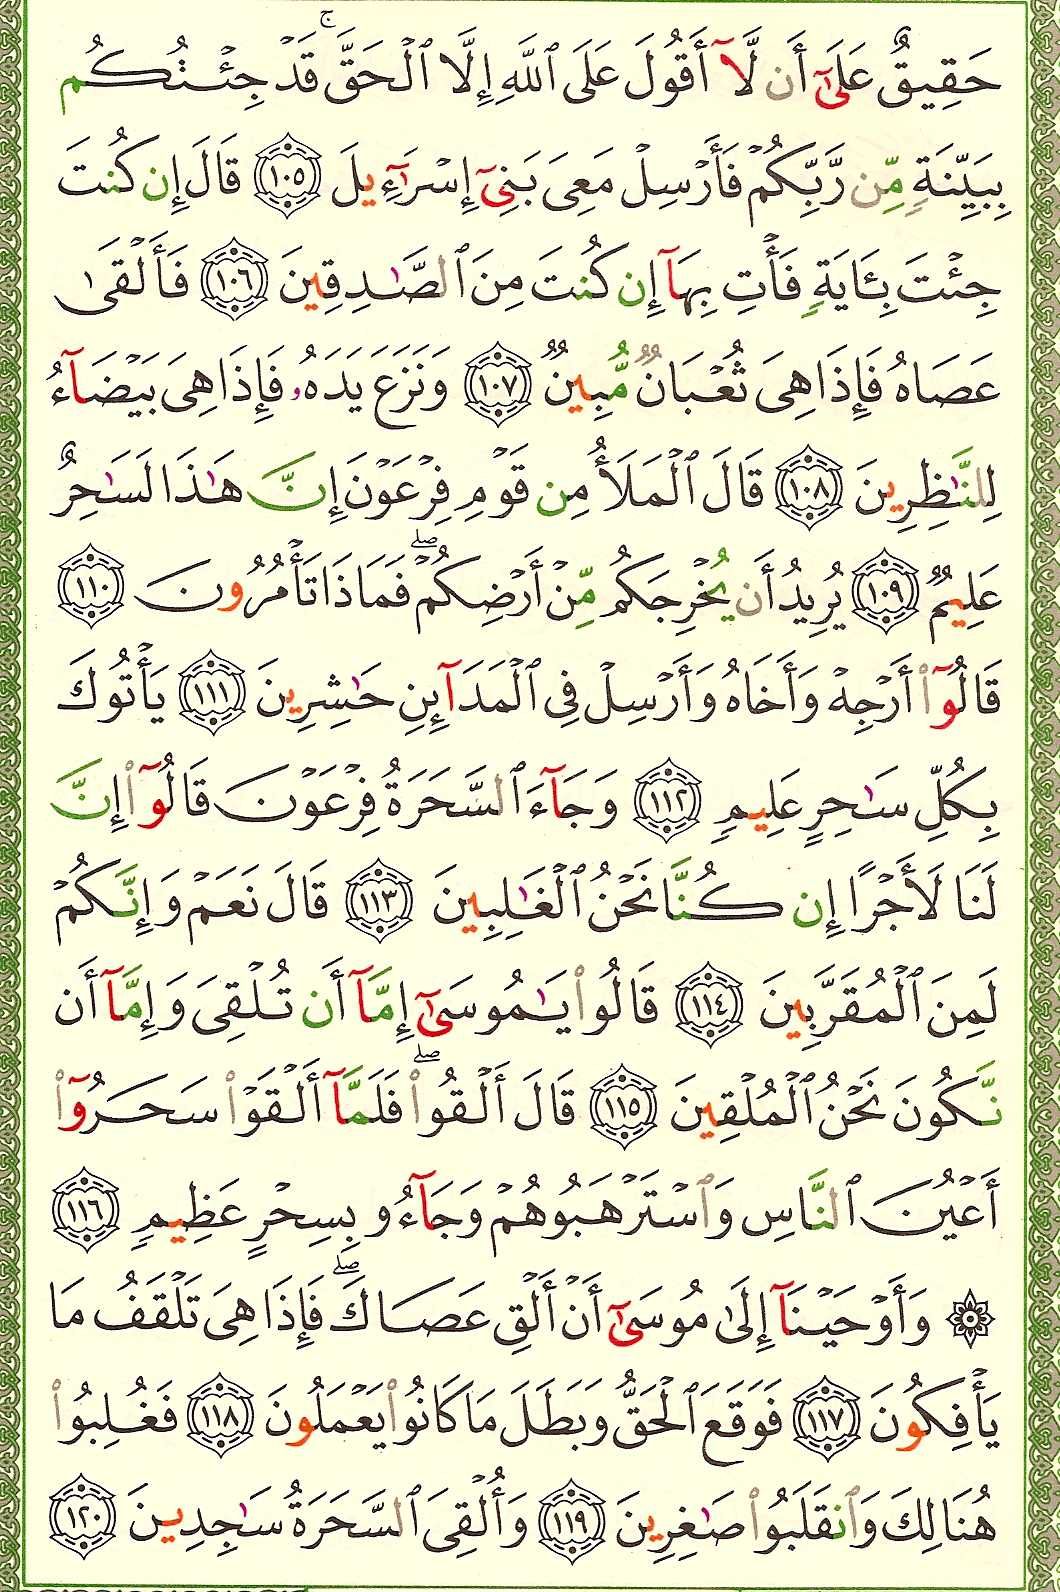 حَقِيقٌ عَلَىٰٓ أَن لَّآ أَقُولَ عَلَى ٱللَّهِ إِلَّا ٱلْحَقَّ ۚ قَدْ جِئْتُكُم
بِبَيِّنَةٍ مِّن رَّبِّكُمْ فَأَرْسِلْ مَعِىَ بَنِىٓ إِسْرَٰٓءِيلَ ١٠٥ قَالَ إِن كُنتَ
جِئْتَ بِـَٔايَةٍ فَأْتِ بِهَآ إِن كُنتَ مِنَ ٱلصَّٰدِقِينَ ١٠٦ فَأَلْقَىٰ
عَصَاهُ فَإِذَا هِىَ ثُعْبَانٌ مُّبِينٌ ١٠٧ وَنَزَعَ يَدَهُۥ فَإِذَا هِىَ بَيْضَآءُ
لِلنَّٰظِرِينَ ١٠٨ قَالَ ٱلْمَلَأُ مِن قَوْمِ فِرْعَوْنَ إِنَّ هَٰذَا لَسَٰحِرٌ
عَلِيمٌ ١٠٩ يُرِيدُ أَن يُخْرِجَكُم مِّنْ أَرْضِكُمْ ۖ فَمَاذَا تَأْمُرُونَ ١١٠
قَالُوٓا۟ أَرْجِهْ وَأَخَاهُ وَأَرْسِلْ فِى ٱلْمَدَآئِنِ حَٰشِرِينَ ١١١ يَأْتُوكَ
بِكُلِّ سَٰحِرٍ عَلِيمٍ ١١٢ وَجَآءَ ٱلسَّحَرَةُ فِرْعَوْنَ قَالُوٓا۟ إِنَّ
لَنَا لَأَجْرًا إِن كُنَّا نَحْنُ ٱلْغَٰلِبِينَ ١١٣ قَالَ نَعَمْ وَإِنَّكُمْ
لَمِنَ ٱلْمُقَرَّبِينَ ١١٤ قَالُوا۟ يَٰمُوسَىٰٓ إِمَّآ أَن تُلْقِىَ وَإِمَّآ أَن
نَّكُونَ نَحْنُ ٱلْمُلْقِينَ ١١٥ قَالَ أَلْقُوا۟ ۖ فَلَمَّآ أَلْقَوْا۟ سَحَرُوٓا۟
أَعْيُنَ ٱلنَّاسِ وَٱسْتَرْهَبُوهُمْ وَجَآءُو بِسِحْرٍ عَظِيمٍ ١١٦
۞ وَأَوْحَيْنَآ إِلَىٰ مُوسَىٰٓ أَنْ أَلْقِ عَصَاكَ ۖ فَإِذَا هِىَ تَلْقَفُ مَا
يَأْفِكُونَ ١١٧ فَوَقَعَ ٱلْحَقُّ وَبَطَلَ مَا كَانُوا۟ يَعْمَلُونَ ١١٨ فَغُلِبُوا۟
هُنَالِكَ وَٱنقَلَبُوا۟ صَٰغِرِينَ ١١٩ وَأُلْقِىَ ٱلسَّحَرَةُ سَٰجِدِينَ ١٢٠